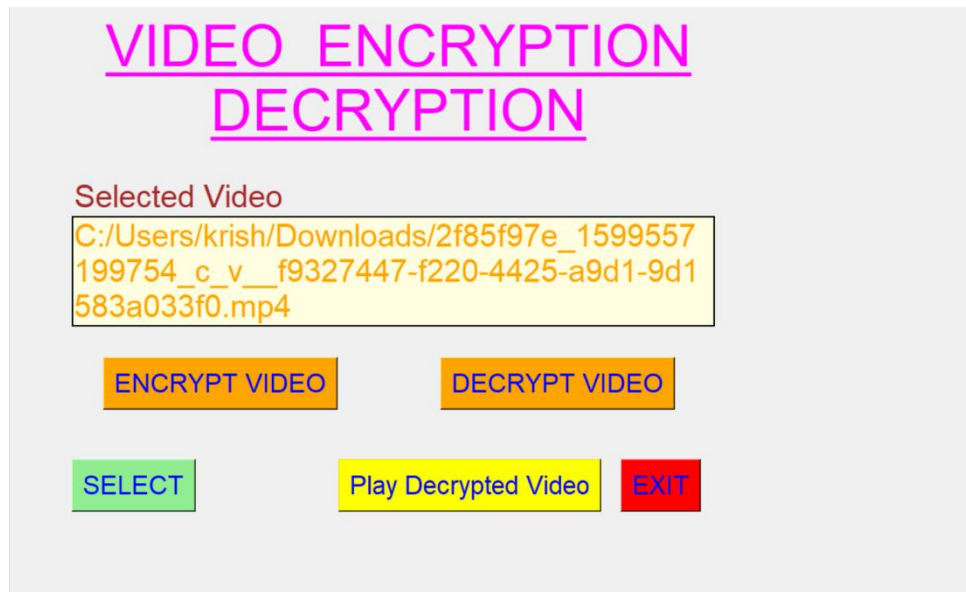 VIDEO ENCRYPTION
DECRYPTION
Selected Video
C:/Users/krish/Downloads/2f85f97e_1599557
199754_c_v__f9327447-f220-4425-a9d1-9d1
583a033f0.mp4
ENCRYPT VIDEO DECRYPT VIDEO
SELECT Play Decrypted Video EXIT